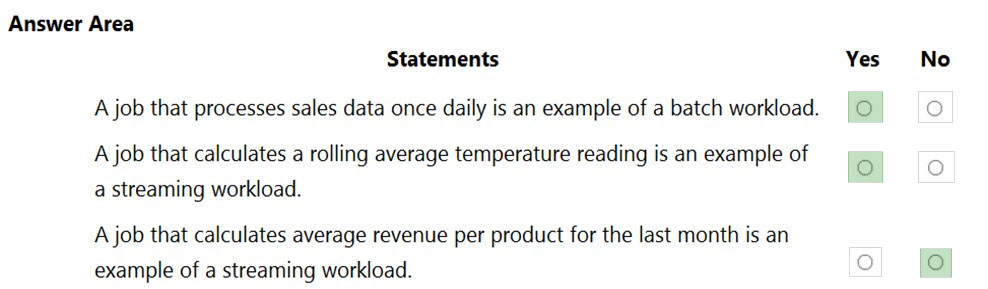 Answer Area
Statements Yes No
A job that processes sales data once daily is an example of a batch workload.
A job that calculates a rolling average temperature reading is an example of
a streaming workload.
A job that calculates average revenue per product for the last month is an
example of a streaming workload.